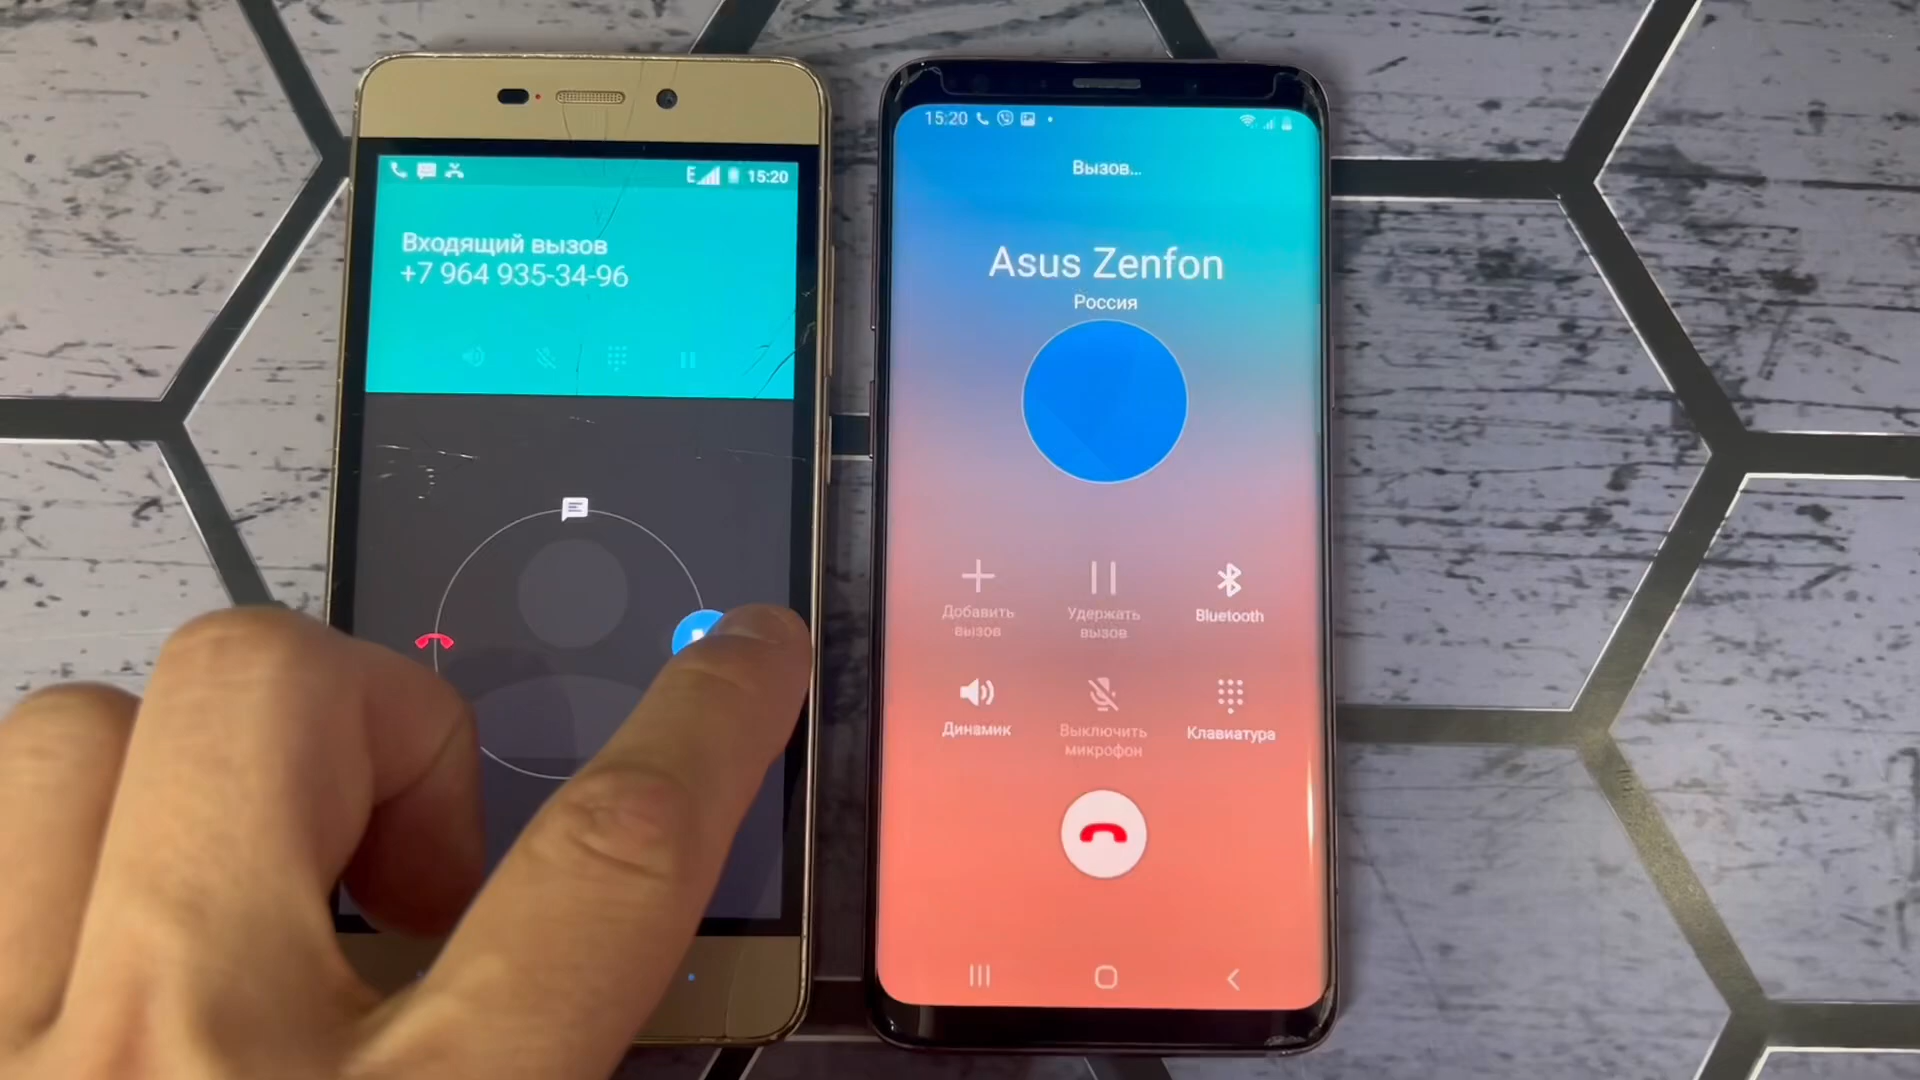 E 15:20
Входящий вызов
+7 964 935-34-96
15:20
Вызов...
Asus Zenfon
Россия
Добавить
вызов
Удержать
вызов
Bluetooth
Динамик
Выключить
микрофон
Клавиатура